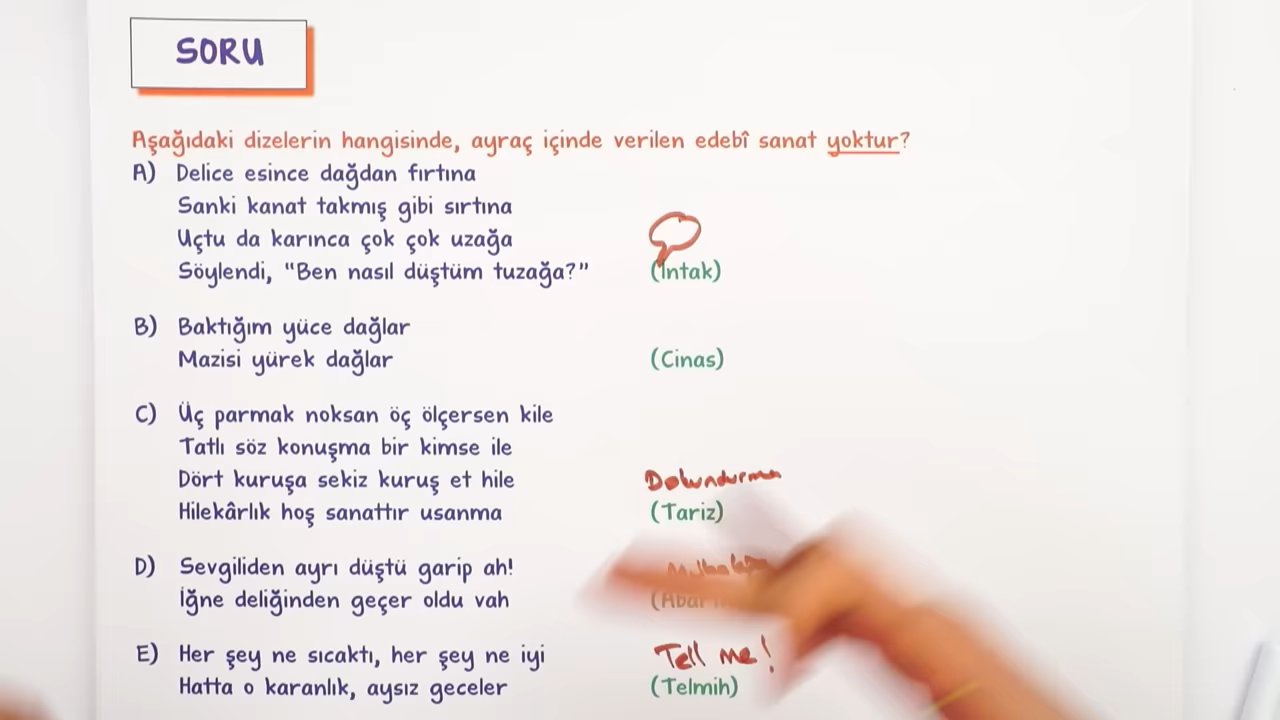 SORU
Aşağıdaki dizelerin hangisinde, ayraç içinde verilen edebî sanat yoktur?
A) Delice esince dağdan fırtına
Sanki kanat takmış gibi sırtına
Uçtu da karınca çok çok uzağa
Söylendi, “Ben nasıl düştüm tuzağa?” (İntak)
B) Baktığım yüce dağlar
Mazisi yürek dağlar (Cinas)
C) Üç parmak noksan öç ölçersen kile
Tatlı söz konuşma bir kimse ile
Dört kuruşa sekiz kuruş et hile Dokundurma
Hilekârlık hoş sanattır usanma (Tariz)
D) Sevgiliden ayrı düştü garip ah!
İğne deliğinden geçer oldu vah
E) Her şey ne sıcaktı, her şey ne iyi Tell me!
Hatta o karanlık, aysız geceler (Telmih)